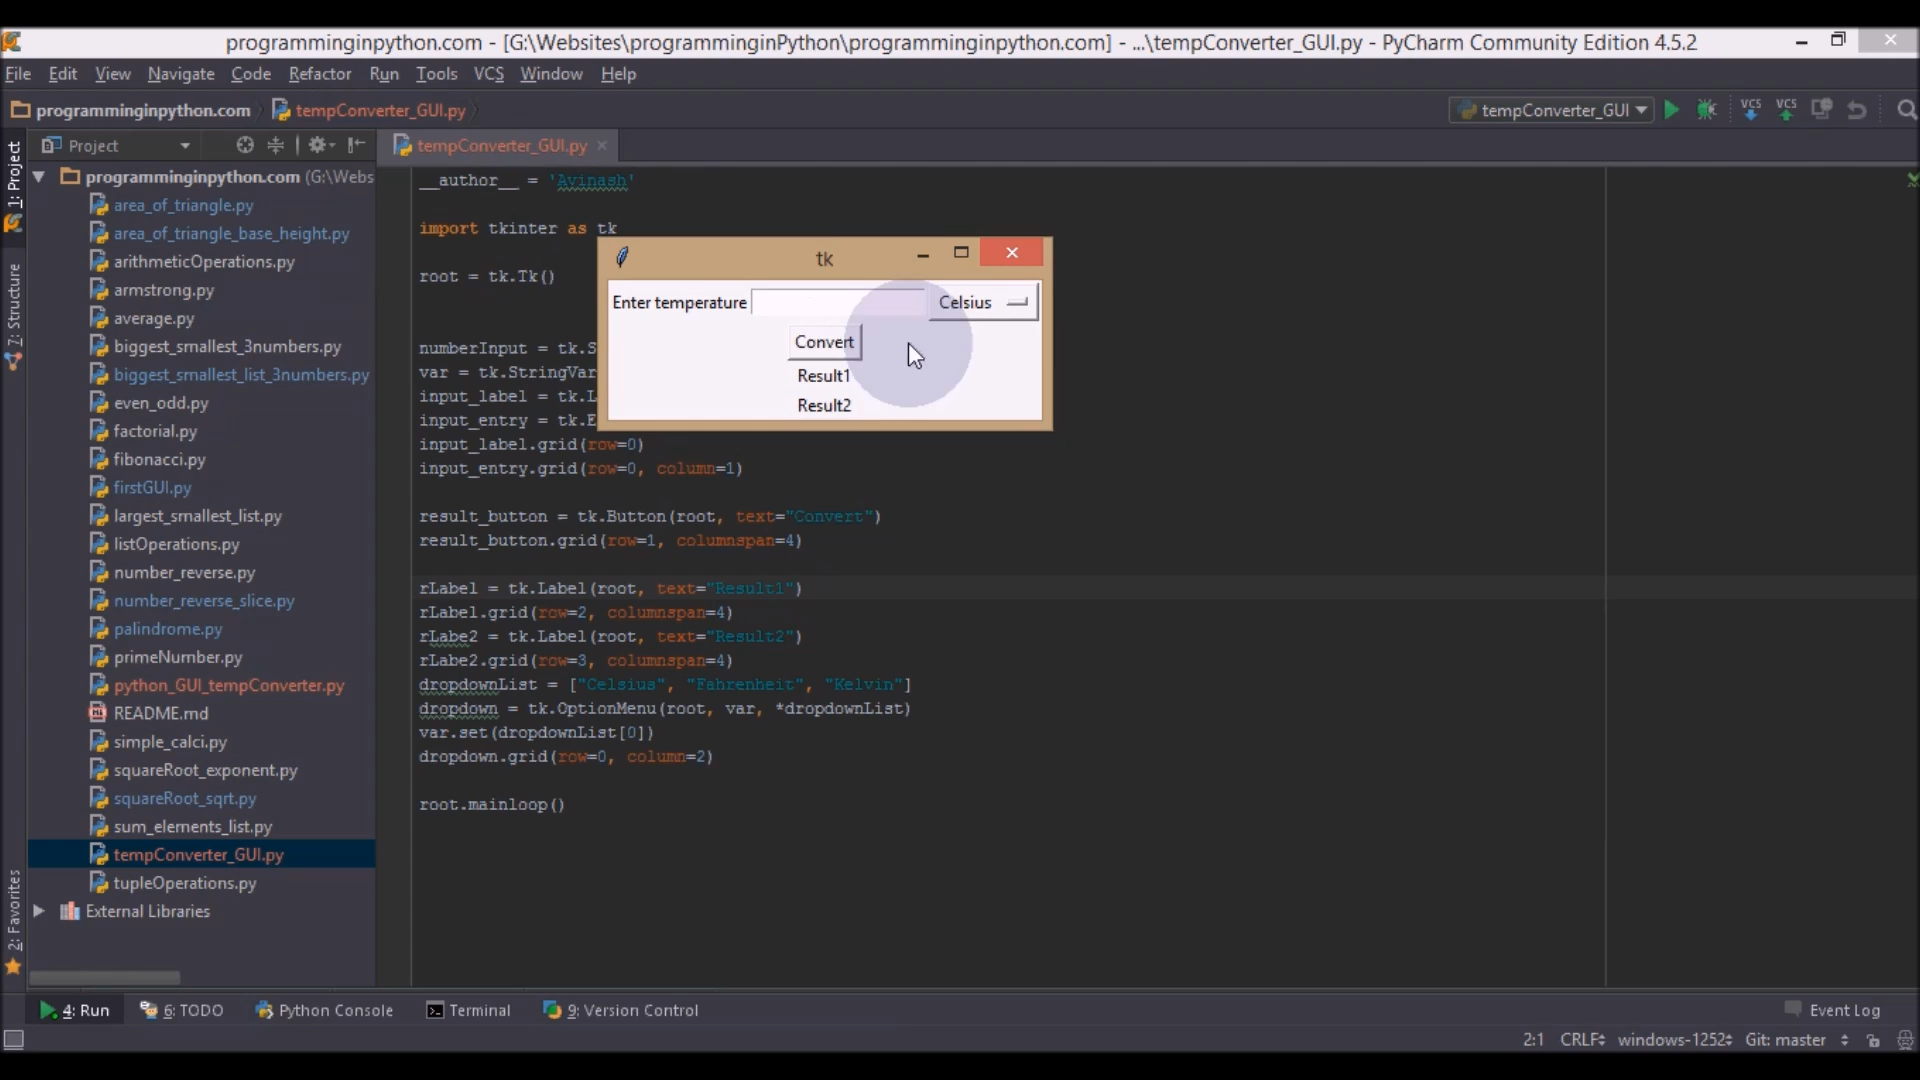 programminginpython.com - [G:\Websites\programminginPython\programminginpython.com] - ...\tempConverter_GUI.py - PyCharm Community Edition 4.5.2
File Edit View Navigate Code Refactor Run Tools VCS Window Help
programminginpython.com tempConverter_GUI.py
tempConverter_GUI
VCS VCS
1: Project
7: Structure
2: Favorites
Project
programminginpython.com (G:\Webs
area_of_triangle.py
area_of_triangle_base_height.py
arithmeticOperations.py
armstrong.py
average.py
biggest_smallest_3numbers.py
biggest_smallest_list_3numbers.py
even_odd.py
factorial.py
fibonacci.py
firstGUI.py
largest_smallest_list.py
listOperations.py
number_reverse.py
number_reverse_slice.py
palindrome.py
primeNumber.py
python_GUI_tempConverter.py
README.md
simple_calci.py
squareRoot_exponent.py
squareRoot_sqrt.py
sum_elements_list.py
tempConverter_GUI.py
tupleOperations.py
External Libraries
tempConverter_GUI.py
__author__ = 'Avinash'
import tkinter as tk
root = tk.Tk()
numberInput = tk.S
var = tk.StringVar
input_label = tk.L
input_entry = tk.E
input_label.grid(row=0)
input_entry.grid(row=0, column=1)
result_button = tk.Button(root, text="Convert")
result_button.grid(row=1, columnspan=4)
rLabel = tk.Label(root, text="Result1")
rLabel.grid(row=2, columnspan=4)
rLabe2 = tk.Label(root, text="Result2")
rLabe2.grid(row=3, columnspan=4)
dropdownList = ["Celsius", "Fahrenheit", "Kelvin"]
dropdown = tk.OptionMenu(root, var, *dropdownList)
var.set(dropdownList[0])
dropdown.grid(row=0, column=2)
root.mainloop()
tk
Enter temperature Celsius
Convert
Result1
Result2
4: Run 6: TODO Python Console Terminal 9: Version Control Event Log
2:1 CRLF windows-1252 Git: master